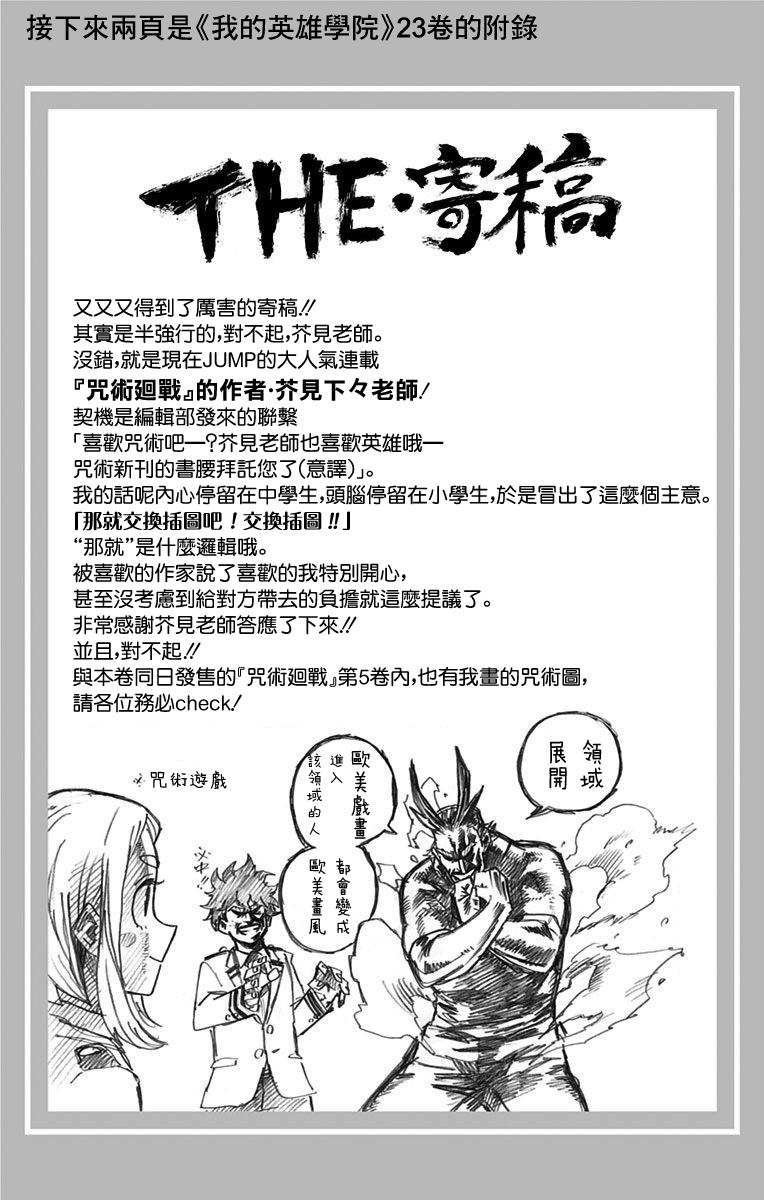 接下來兩頁是《我的英雄學院》23卷的附錄
THE·寄稿
又又又得到了厲害的寄稿!!
其實是半強行的,對不起,芥見老師。
沒錯,就是現在JUMP的大人氣連載
『咒術廻戰』的作者·芥見下々老師!
契機是編輯部發來的聯繫
「喜歡咒術吧—?芥見老師也喜歡英雄哦—
咒術新刊的書腰拜託您了(意譯)」。
我的話呢內心停留在中學生,頭腦停留在小學生,於是冒出了這麼個主意。
「那就交換插圖吧!交換插圖!!」
“那就”是什麼邏輯哦。
被喜歡的作家說了喜歡的我特別開心,
甚至沒考慮到給對方帶去的負擔就這麼提議了。
非常感謝芥見老師答應了下來!!
並且,對不起!!
與本卷同日發售的『咒術廻戰』第5卷內,也有我畫的咒術圖,
請各位務必check!
領域
展開
歐美戲畫
進入
該領域的人
都會變成
歐美畫風
※咒術遊戲
必中!!